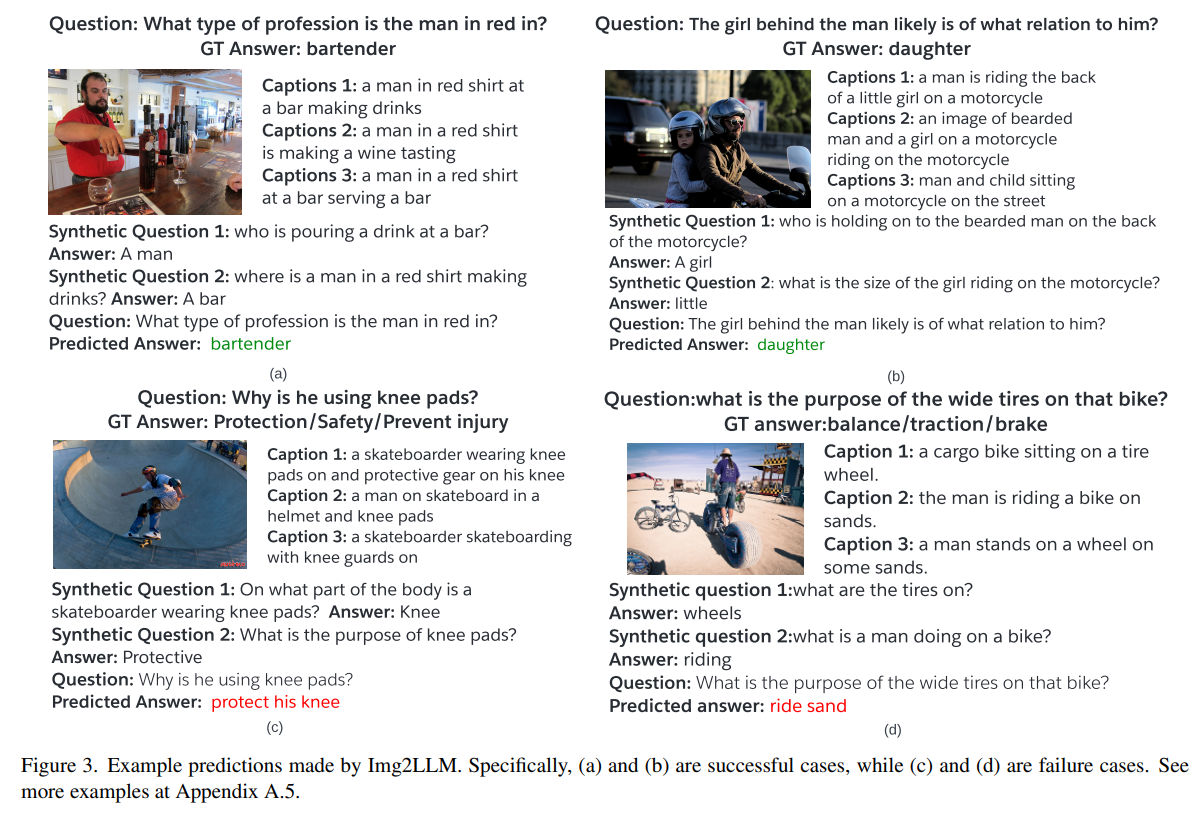 Question: What type of profession is the man in red in?
GT Answer: bartender
Captions 1: a man in red shirt at
a bar making drinks
Captions 2: a man in a red shirt
is making a wine tasting
Captions 3: a man in a red shirt
at a bar serving a bar
Synthetic Question 1: who is pouring a drink at a bar?
Answer: A man
Synthetic Question 2: where is a man in a red shirt making
drinks? Answer: A bar
Question: What type of profession is the man in red in?
Predicted Answer: bartender
(a)
Question: The girl behind the man likely is of what relation to him?
GT Answer: daughter
Captions 1: a man is riding the back
of a little girl on a motorcycle
Captions 2: an image of bearded
man and a girl on a motorcycle
riding on the motorcycle
Captions 3: man and child sitting
on a motorcycle on the street
Synthetic Question 1: who is holding on to the bearded man on the back
of the motorcycle?
Answer: A girl
Synthetic Question 2: what is the size of the girl riding on the motorcycle?
Answer: little
Question: The girl behind the man likely is of what relation to him?
Predicted Answer: daughter
(b)
Question: Why is he using knee pads?
GT Answer: Protection/Safety/Prevent injury
Caption 1: a skateboarder wearing knee
pads on and protective gear on his knee
Caption 2: a man on skateboard in a
helmet and knee pads
Caption 3: a skateboarder skateboarding
with knee guards on
Synthetic Question 1: On what part of the body is a
skateboarder wearing knee pads? Answer: Knee
Synthetic Question 2: What is the purpose of knee pads?
Answer: Protective
Question: Why is he using knee pads?
Predicted Answer: protect his knee
(c)
Question:what is the purpose of the wide tires on that bike?
GT answer:balance/traction/brake
Caption 1: a cargo bike sitting on a tire
wheel.
Caption 2: the man is riding a bike on
sands.
Caption 3: a man stands on a wheel on
some sands.
Synthetic question 1:what are the tires on?
Answer: wheels
Synthetic question 2:what is a man doing on a bike?
Answer: riding
Question: What is the purpose of the wide tires on that bike?
Predicted answer: ride sand
(d)
Figure 3. Example predictions made by Img2LLM. Specifically, (a) and (b) are successful cases, while (c) and (d) are failure cases. See
more examples at Appendix A.5.